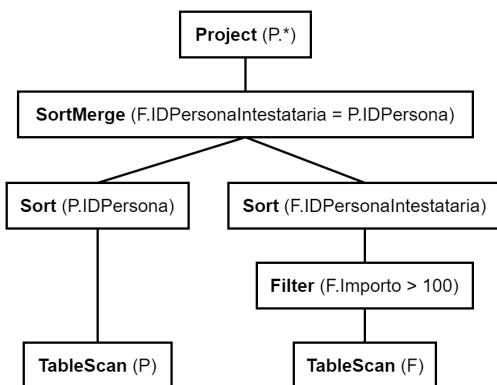 Project (P.*)
SortMerge (F.IDPersonaIntestataria = P.IDPersona)
Sort (P.IDPersona)
Sort (F.IDPersonaIntestataria)
Filter (F.Importo > 100)
TableScan (P)
TableScan (F)